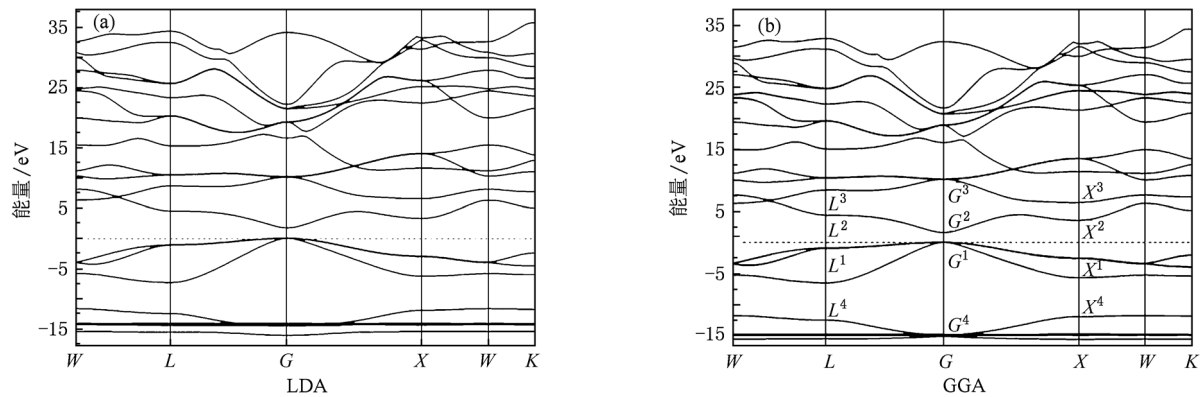 (a)
35
25
15
5
−5
−15
能量/eV
W L G X W K
LDA
(b)
35
25
15
5
−5
−15
能量/eV
L³ G³ X³
L² G² X²
L¹ G¹ X¹
L⁴ G⁴ X⁴
W L G X W K
GGA